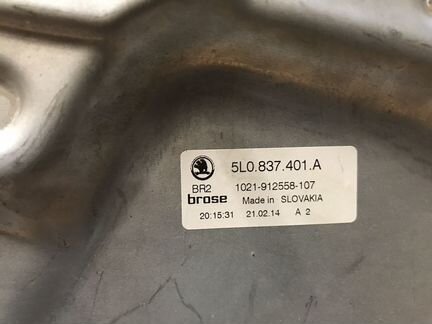 5L0.837.401.A
BR2 1021-912558-107
brose Made in SLOVAKIA
20:15:31 21.02.14 A 2